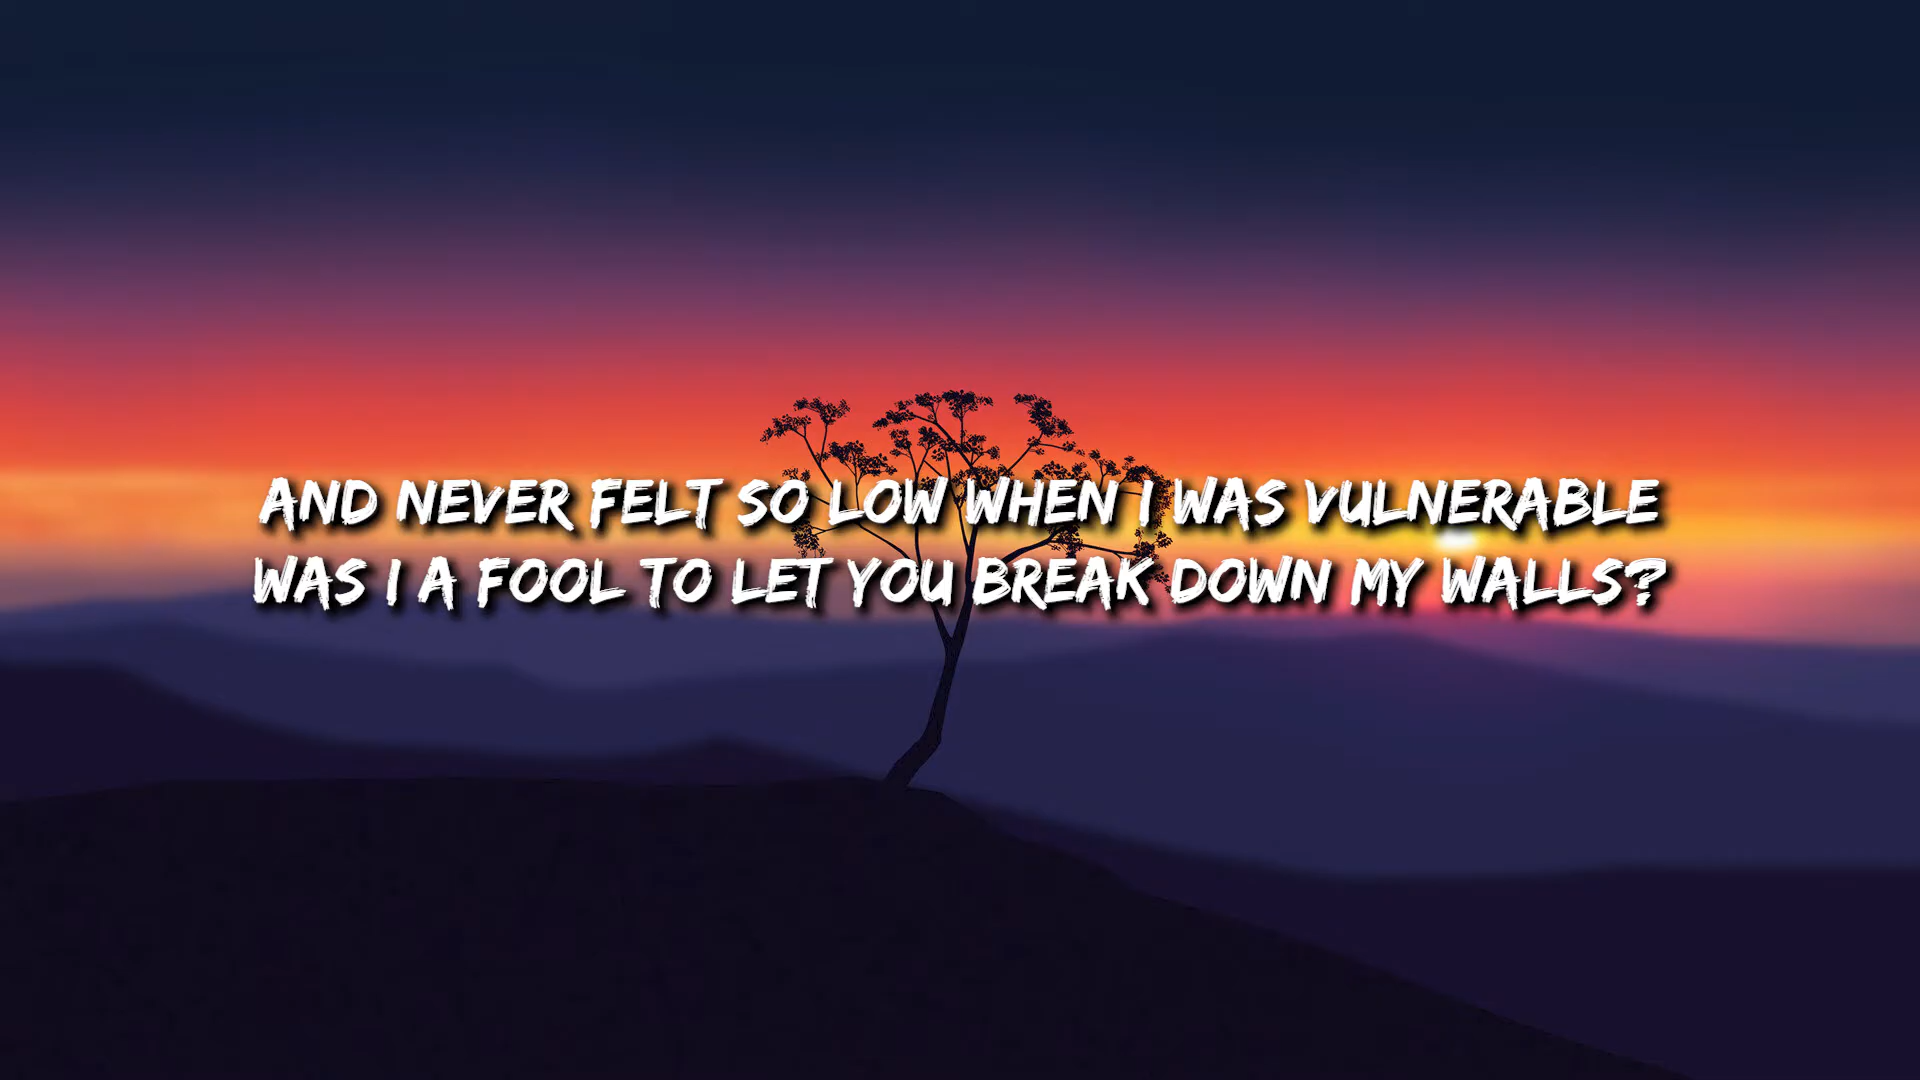 AND NEVER FELT SO LOW WHEN I WAS VULNERABLE
WAS I A FOOL TO LET YOU BREAK DOWN MY WALLS?